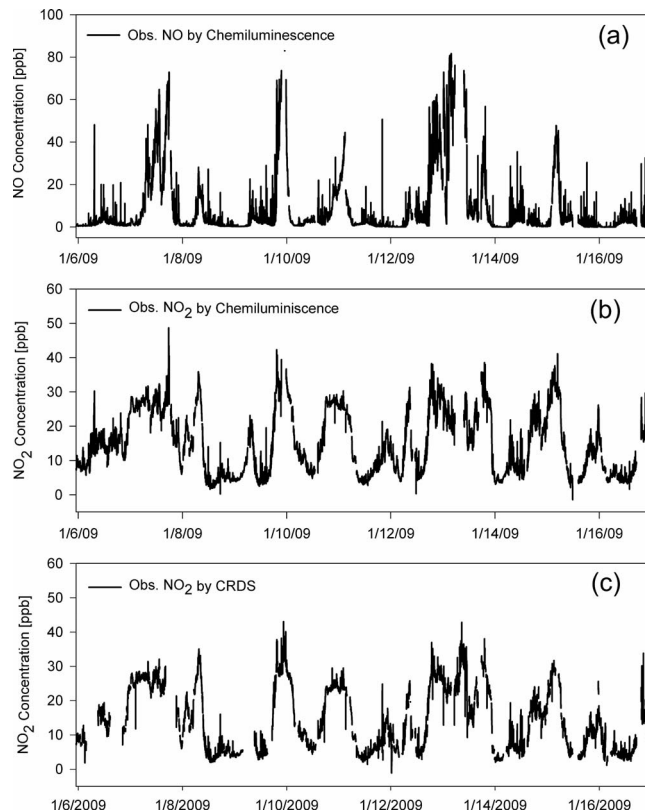 Obs. NO by Chemiluminescence
(a)
NO Concentration [ppb]
100
80
60
40
20
0
1/6/09 1/8/09 1/10/09 1/12/09 1/14/09 1/16/09
Obs. NO2 by Chemiluminiscence
(b)
NO2 Concentration [ppb]
60
50
40
30
20
10
0
1/6/09 1/8/09 1/10/09 1/12/09 1/14/09 1/16/09
Obs. NO2 by CRDS
(c)
NO2 Concentration [ppb]
60
50
40
30
20
10
0
1/6/2009 1/8/2009 1/10/2009 1/12/2009 1/14/2009 1/16/2009